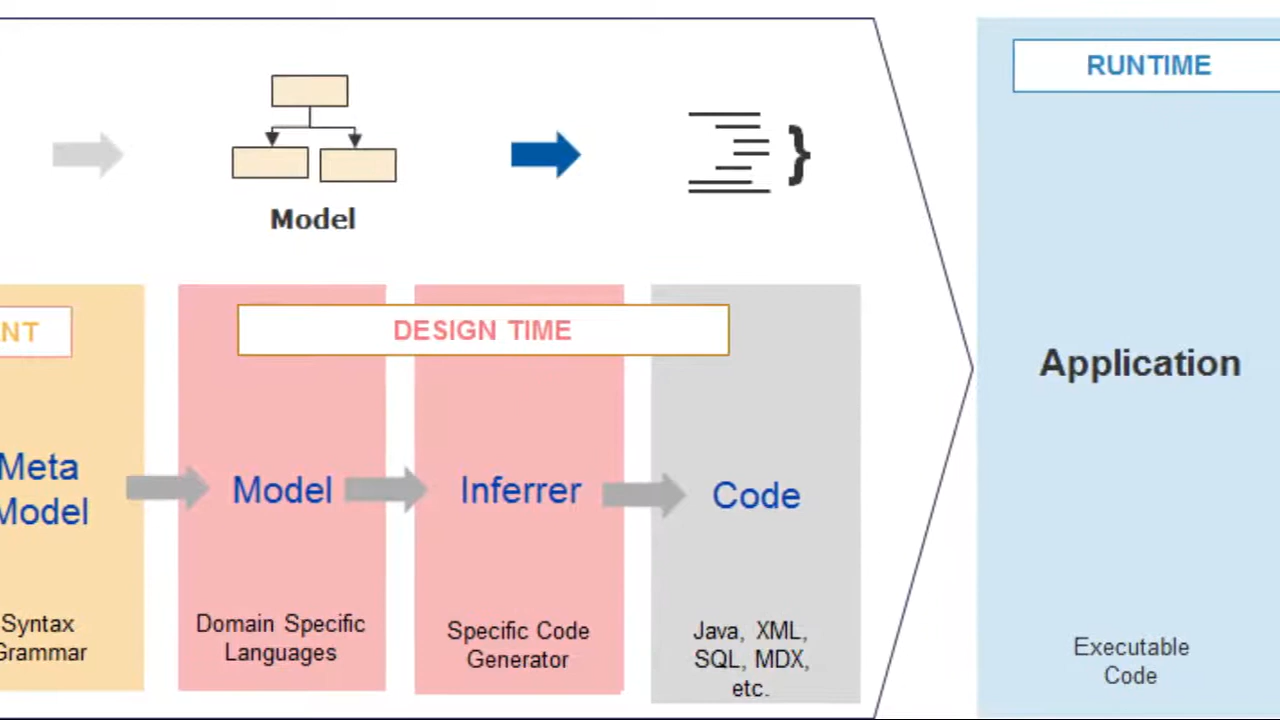 RUNTIME
Model
NT
DESIGN TIME
Application
Meta
Model
Model
Inferrer
Code
Syntax
Grammar
Domain Specific
Languages
Specific Code
Generator
Java, XML,
SQL, MDX,
etc.
Executable
Code
}